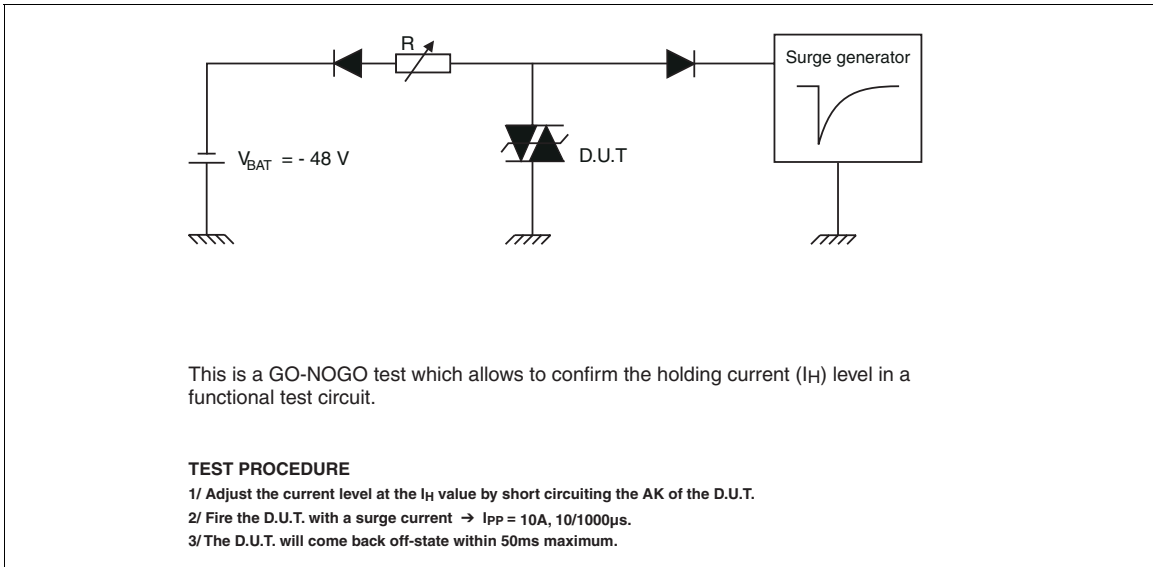 R
Surge generator
VBAT = - 48 V
D.U.T
This is a GO-NOGO test which allows to confirm the holding current (IH) level in a
functional test circuit.
TEST PROCEDURE
1/ Adjust the current level at the IH value by short circuiting the AK of the D.U.T.
2/ Fire the D.U.T. with a surge current ➔ IPP = 10A, 10/1000µs.
3/ The D.U.T. will come back off-state within 50ms maximum.